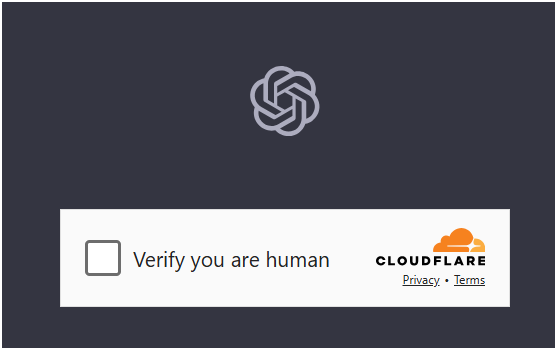 Verify you are human
CLOUDFLARE
Privacy • Terms